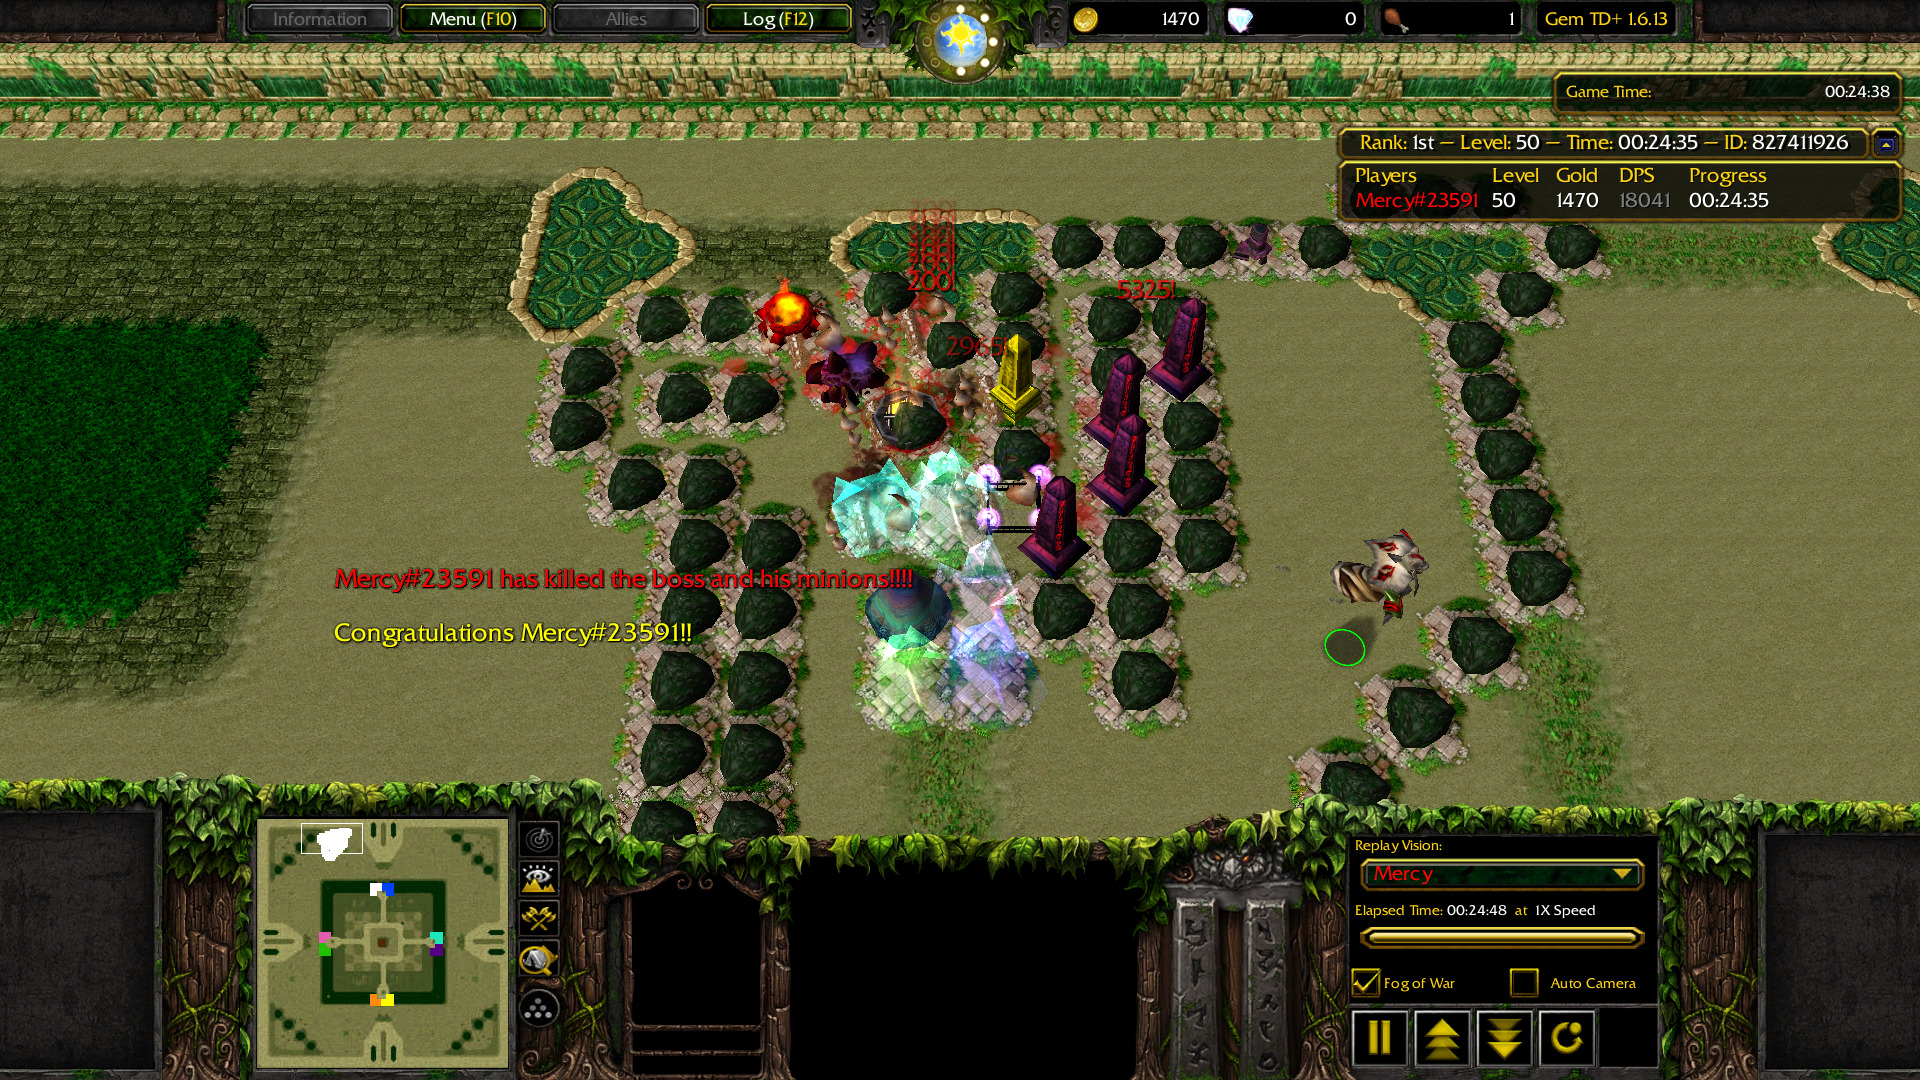 Information Menu (F10) Allies Log (F12) 1470 0 1 Gem TD+ 1.6.13
Game Time: 00:24:38
Rank: 1st – Level: 50 – Time: 00:24:35 – ID: 827411926
Players Level Gold DPS Progress
Mercy#23591 50 1470 18041 00:24:35
200!
5325!
2965!
Mercy#23591 has killed the boss and his minions!!!!
Congratulations Mercy#23591!!
Replay Vision:
Mercy
Elapsed Time: 00:24:48 at 1X Speed
Fog of War Auto Camera